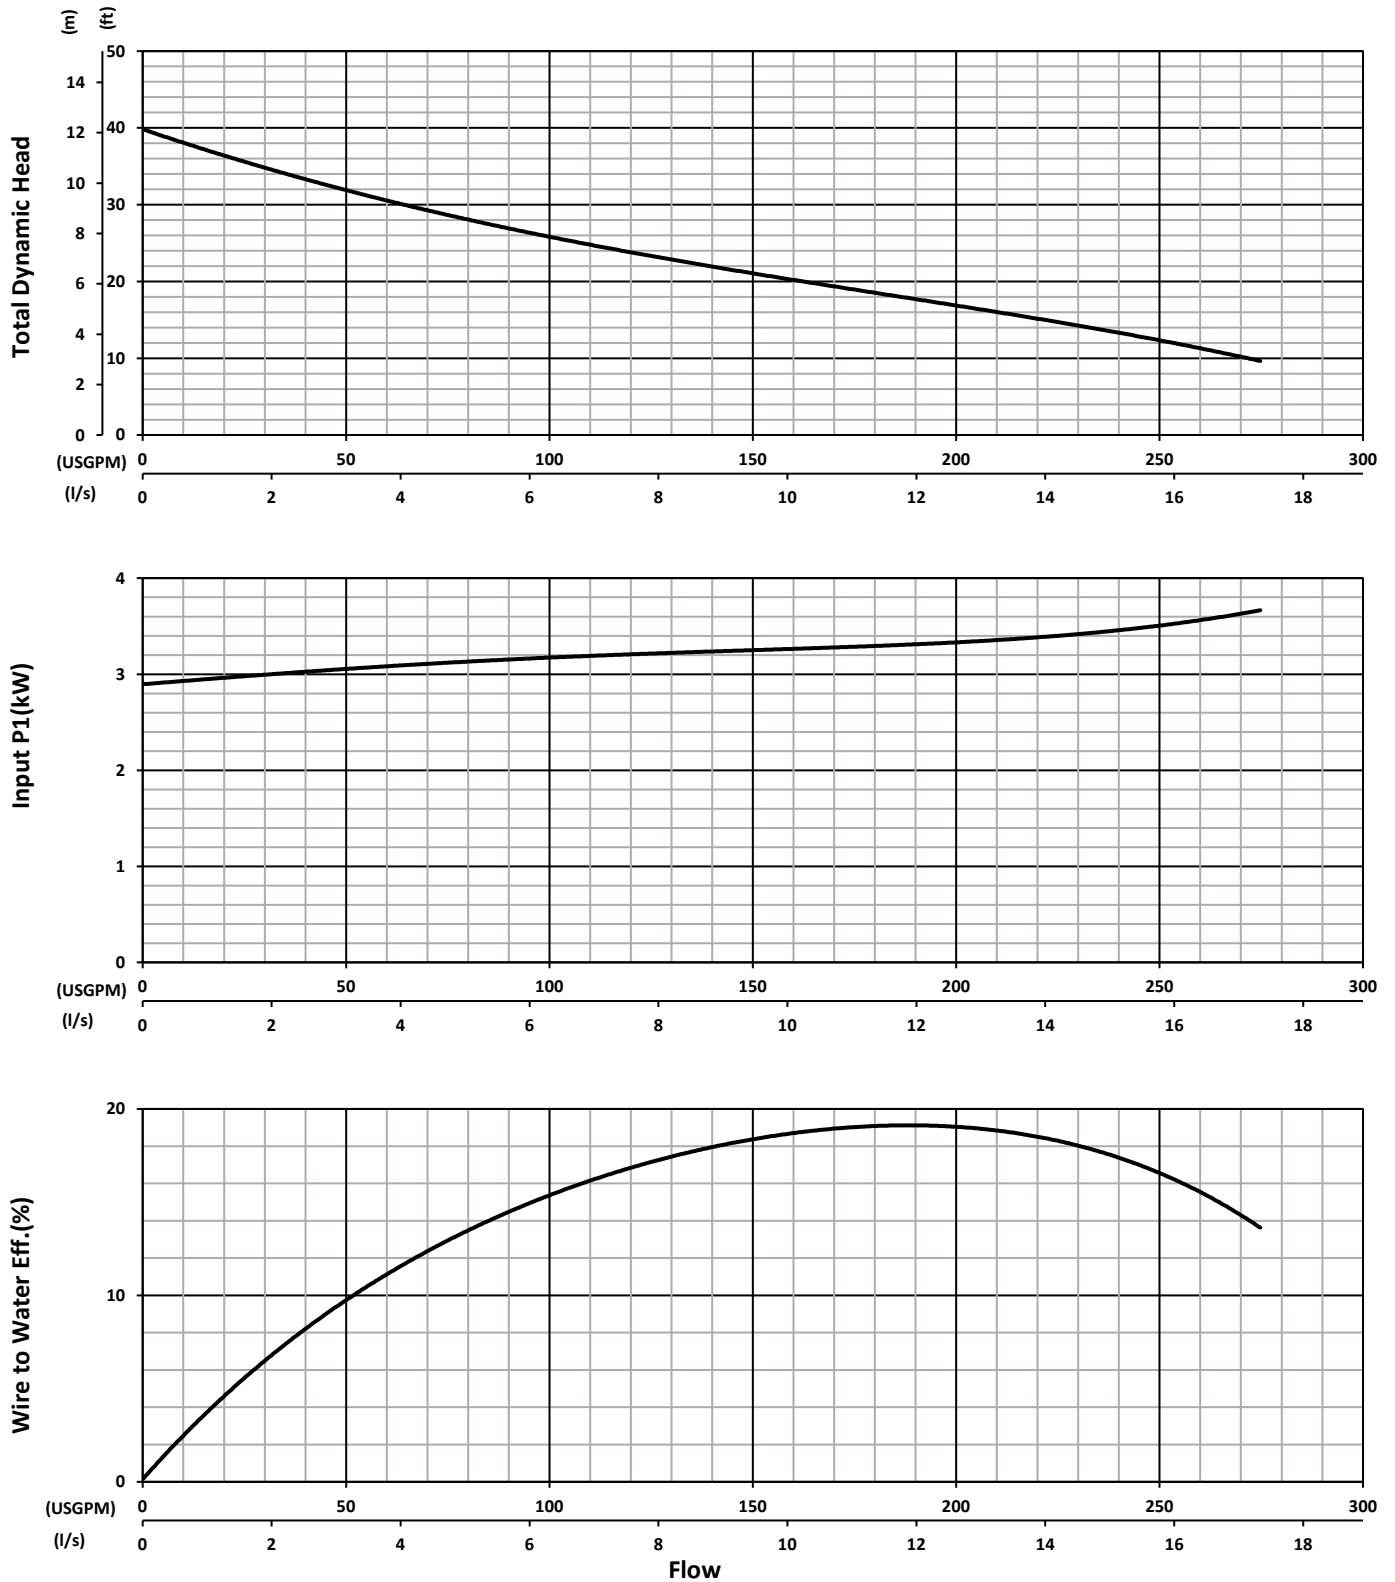 (m) (ft)
50
14
40
12
10
30
8
20
6
4
10
2
0 0
Total Dynamic Head
(USGPM) 0 50 100 150 200 250 300
(l/s) 0 2 4 6 8 10 12 14 16 18
4
3
2
1
0
Input P1(kW)
(USGPM) 0 50 100 150 200 250 300
(l/s) 0 2 4 6 8 10 12 14 16 18
20
10
0
Wire to Water Eff.(%)
(USGPM) 0 50 100 150 200 250 300
(l/s) 0 2 4 6 8 10 12 14 16 18
Flow